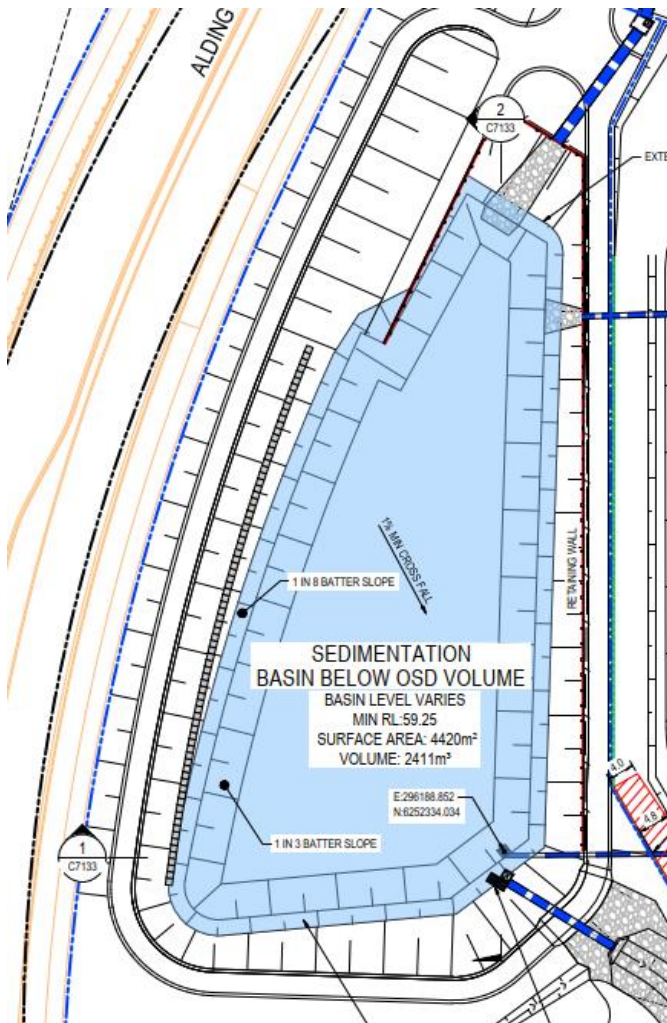 ALDING
2
C7133
EXTE
1% MIN CROSS FALL
1 IN 8 BATTER SLOPE
RETAINING WALL
SEDIMENTATION
BASIN BELOW OSD VOLUME
BASIN LEVEL VARIES
MIN RL:59.25
SURFACE AREA: 4420m²
VOLUME: 2411m³
4.0
4.8
E:296188.852
N:6252334.034
1 IN 3 BATTER SLOPE
1
C7133